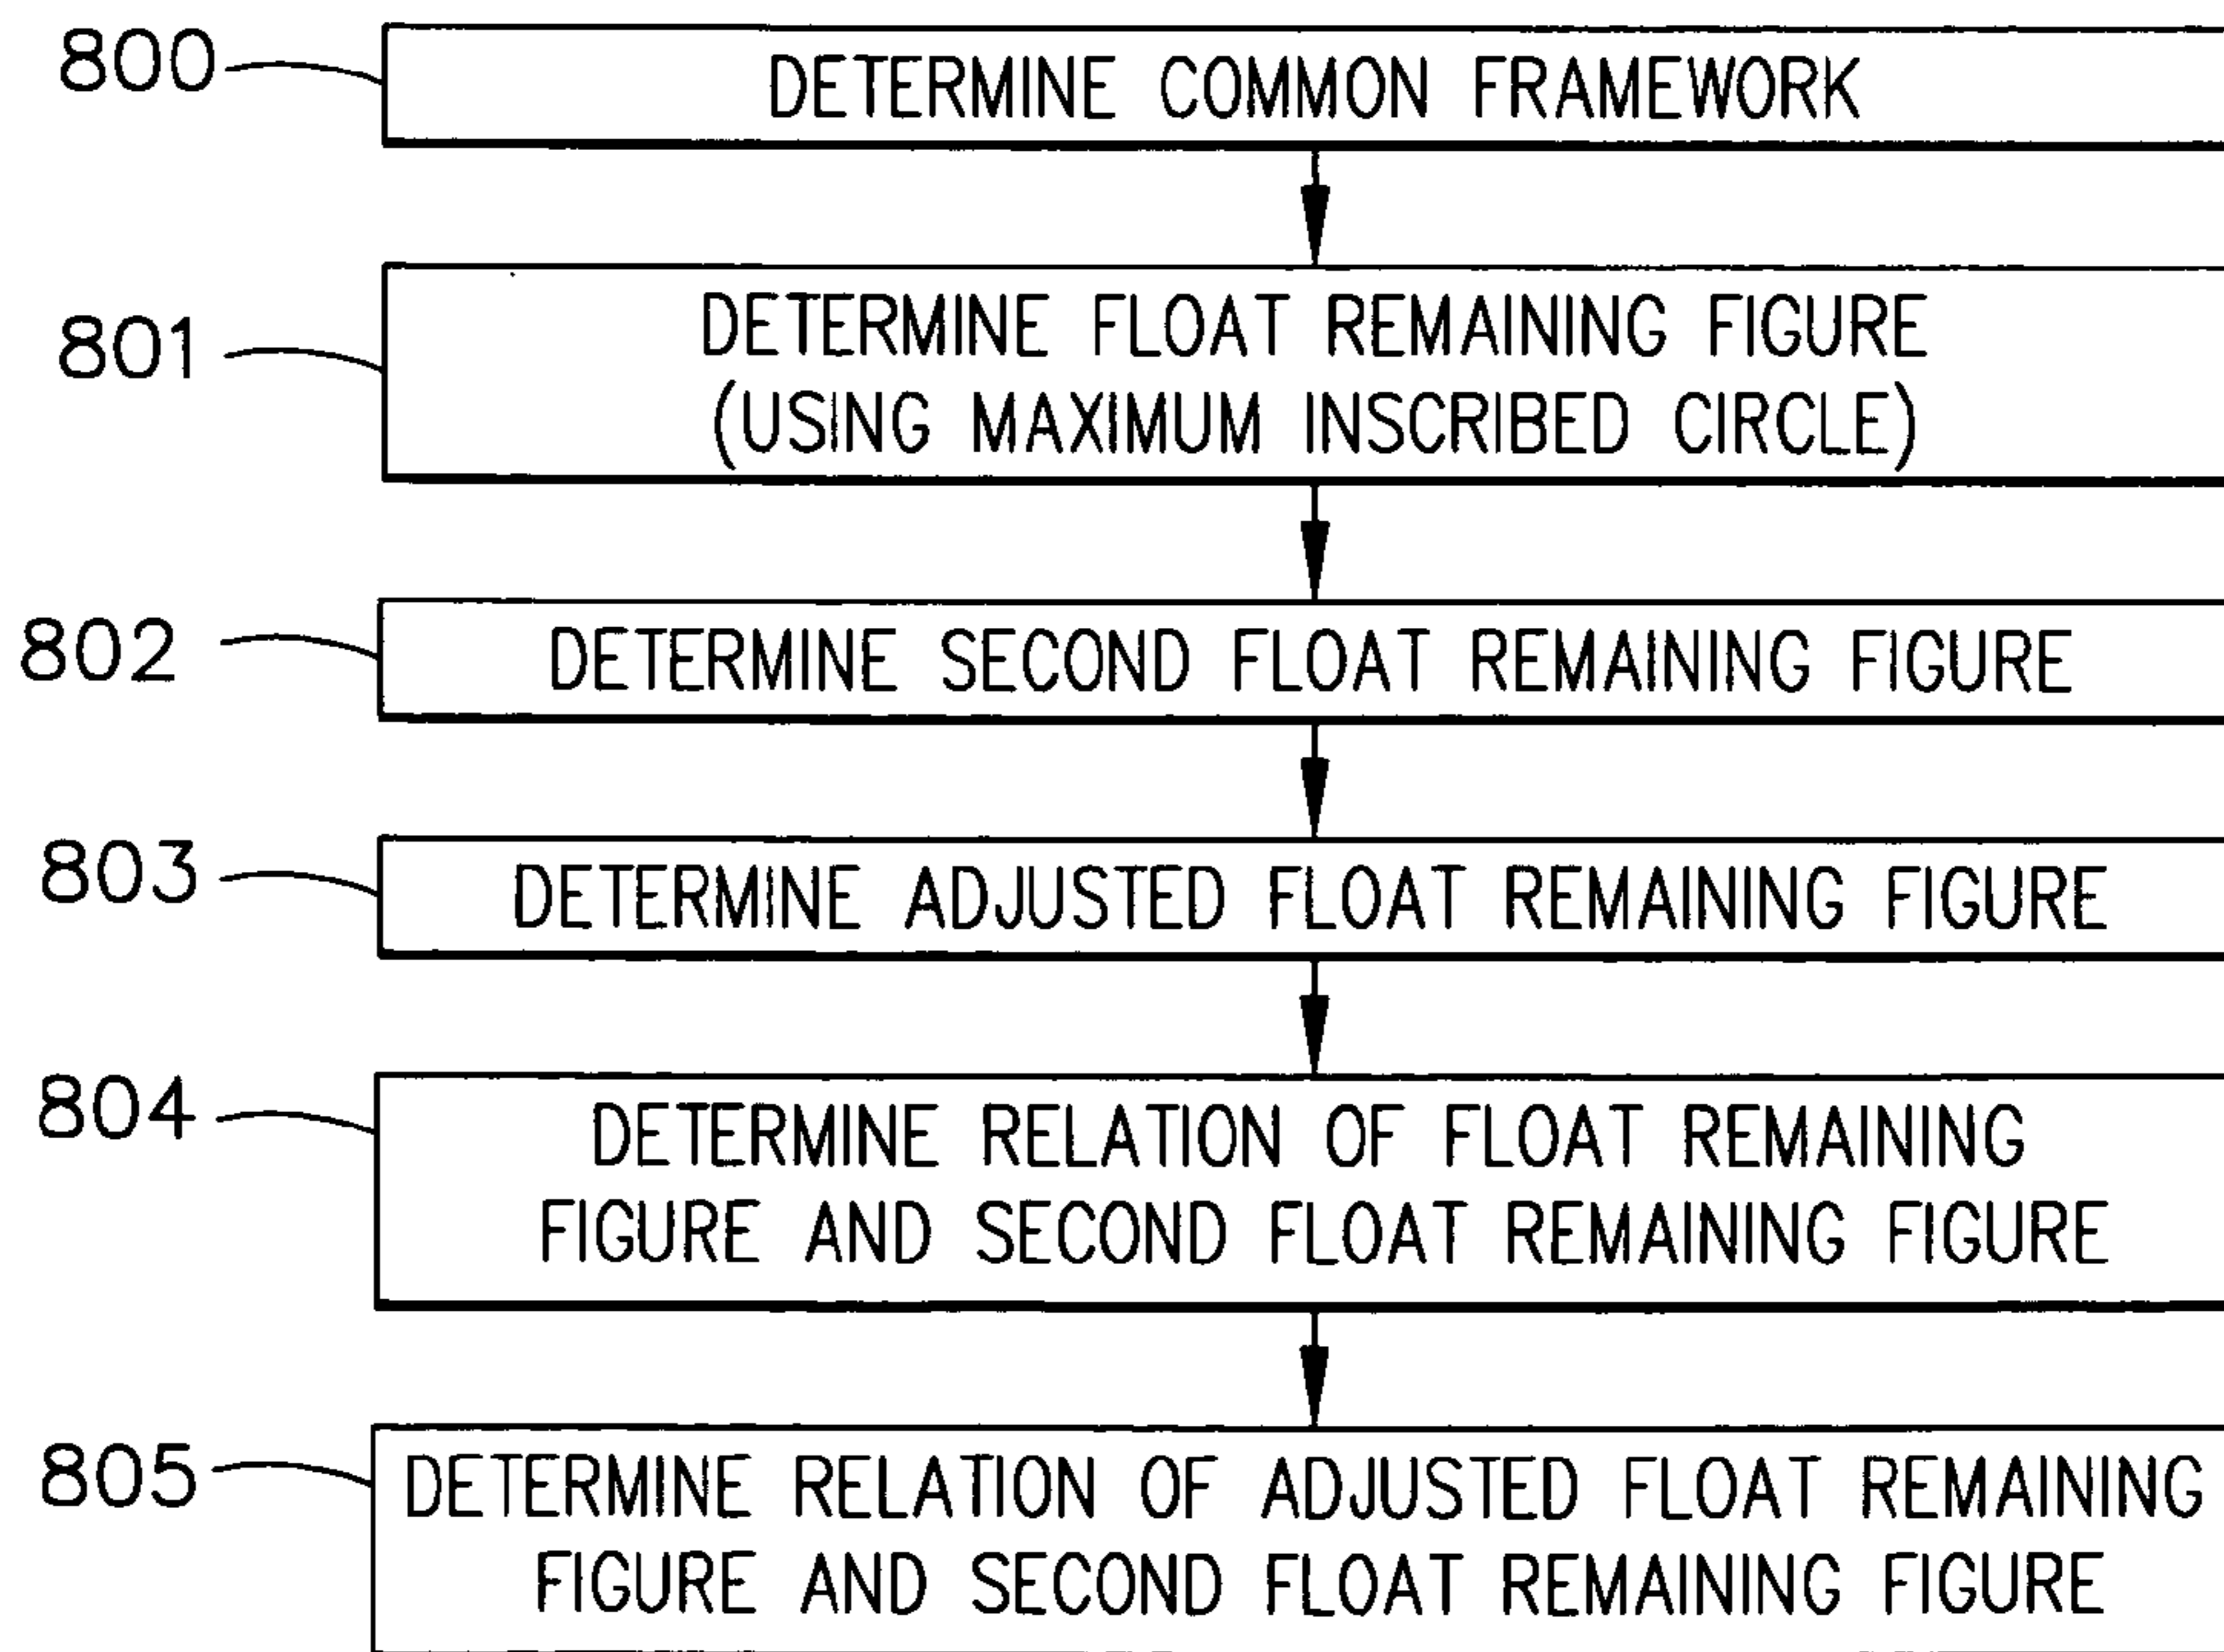 800
DETERMINE COMMON FRAMEWORK
801
DETERMINE FLOAT REMAINING FIGURE
(USING MAXIMUM INSCRIBED CIRCLE)
802
DETERMINE SECOND FLOAT REMAINING FIGURE
803
DETERMINE ADJUSTED FLOAT REMAINING FIGURE
804
DETERMINE RELATION OF FLOAT REMAINING
FIGURE AND SECOND FLOAT REMAINING FIGURE
805
DETERMINE RELATION OF ADJUSTED FLOAT REMAINING
FIGURE AND SECOND FLOAT REMAINING FIGURE